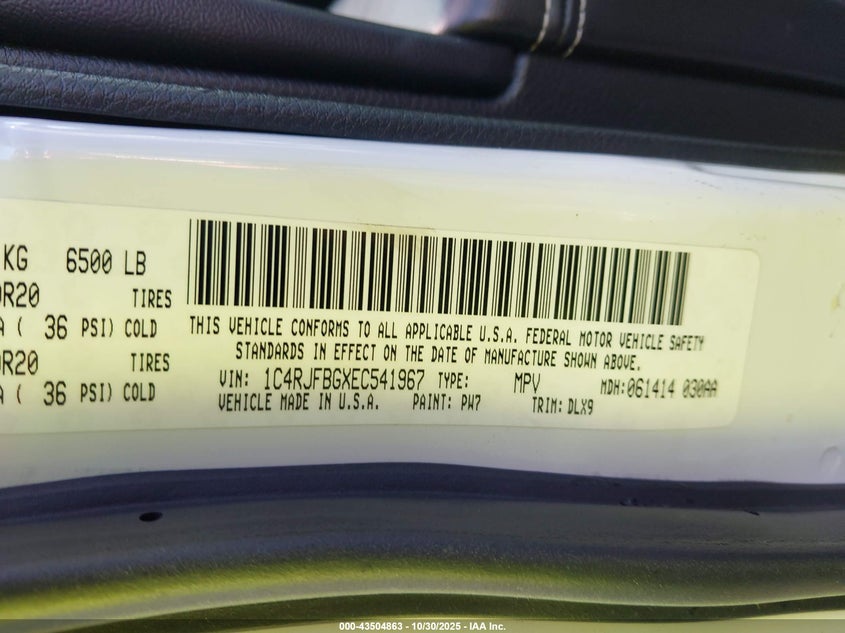 KG 6500 LB
0R20 TIRES
A ( 36 PSI) COLD
0R20 TIRES
A ( 36 PSI) COLD
THIS VEHICLE CONFORMS TO ALL APPLICABLE U.S.A. FEDERAL MOTOR VEHICLE SAFETY
STANDARDS IN EFFECT ON THE DATE OF MANUFACTURE SHOWN ABOVE.
VIN: 1C4RJFBGXEC541967 TYPE: MPV MDH: 061414 030AA
VEHICLE MADE IN U.S.A. PAINT: PW7 TRIM: DLX9
000-43504863 - 10/30/2025 - IAA Inc.